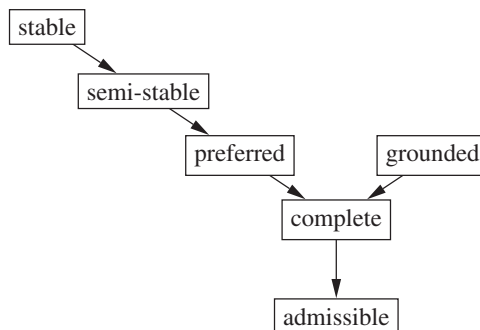 stable
semi-stable
preferred
grounded
complete
admissible